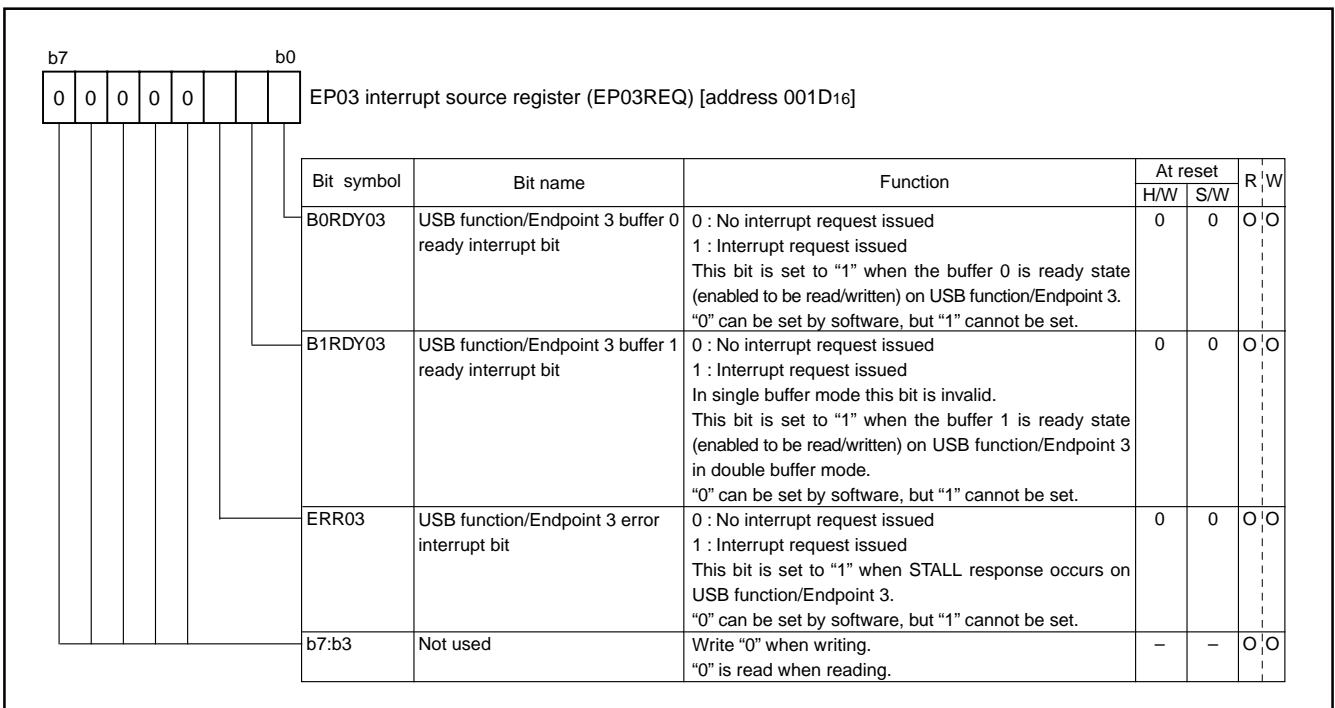 b7 b0
0 0 0 0 0
EP03 interrupt source register (EP03REQ) [address 001D16]
Bit symbol Bit name Function At reset R W
H/W S/W
B0RDY03 USB function/Endpoint 3 buffer 0 0 : No interrupt request issued 0 0 O O
ready interrupt bit 1 : Interrupt request issued
This bit is set to “1” when the buffer 0 is ready state
(enabled to be read/written) on USB function/Endpoint 3.
“0” can be set by software, but “1” cannot be set.
B1RDY03 USB function/Endpoint 3 buffer 1 0 : No interrupt request issued 0 0 O O
ready interrupt bit 1 : Interrupt request issued
In single buffer mode this bit is invalid.
This bit is set to “1” when the buffer 1 is ready state
(enabled to be read/written) on USB function/Endpoint 3
in double buffer mode.
“0” can be set by software, but “1” cannot be set.
ERR03 USB function/Endpoint 3 error 0 : No interrupt request issued 0 0 O O
interrupt bit 1 : Interrupt request issued
This bit is set to “1” when STALL response occurs on
USB function/Endpoint 3.
“0” can be set by software, but “1” cannot be set.
b7:b3 Not used Write “0” when writing. – – O O
“0” is read when reading.